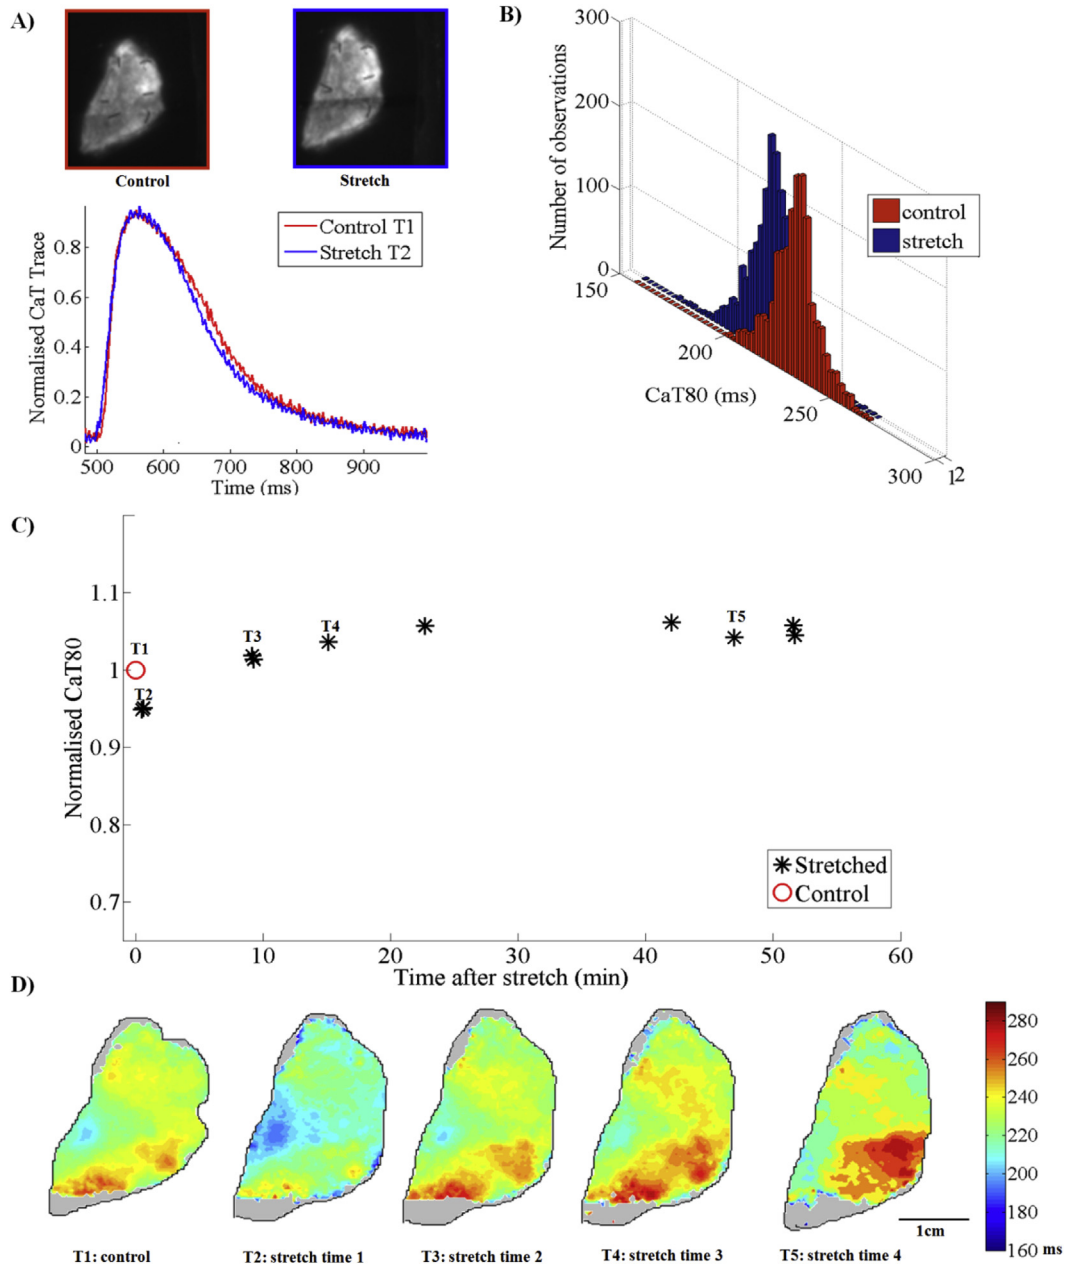 A)
Control
Stretch
Normalised CaT Trace
0.8
0.6
0.4
0.2
0
500 600 700 800 900
Time (ms)
Control T1
Stretch T2
B)
Number of observations
300
200
100
0
150
200
250
300
1 2
CaT80 (ms)
control
stretch
C)
Normalised CaT80
1.1
1
0.9
0.8
0.7
T1
T2
T3
T4
T5
Stretched
Control
0 10 20 30 40 50 60
Time after stretch (min)
D)
280
260
240
220
200
180
160 ms
1cm
T1: control
T2: stretch time 1
T3: stretch time 2
T4: stretch time 3
T5: stretch time 4